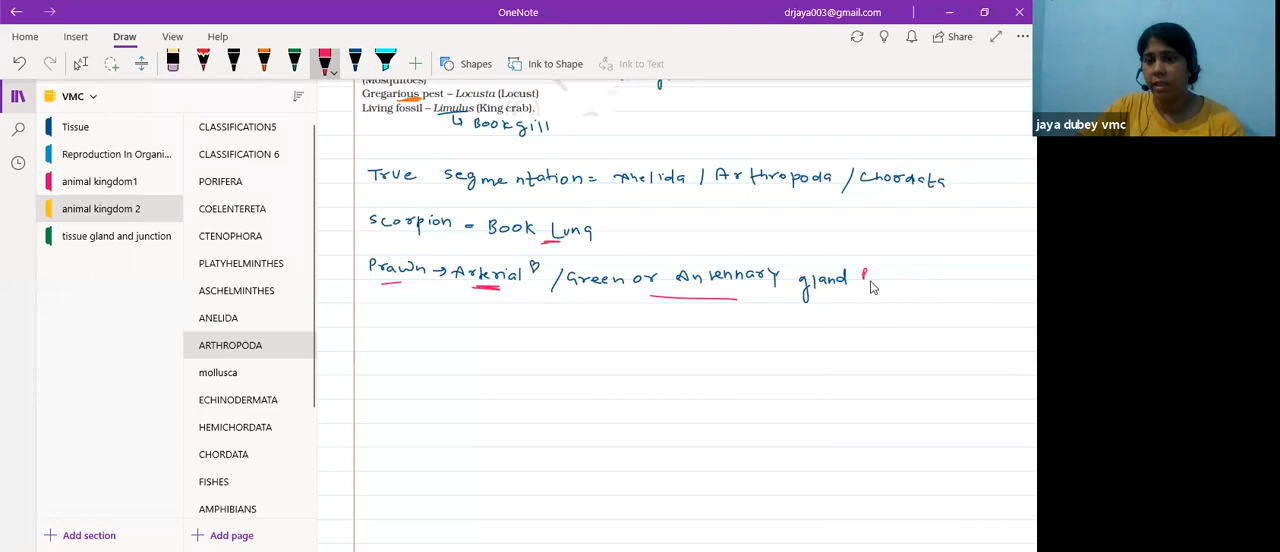 OneNote
drjaya003@gmail.com
Home Insert Draw View Help
Share
Shapes Ink to Shape Ink to Text
VMC
Tissue
Reproduction In Organi...
animal kingdom1
animal kingdom 2
tissue gland and junction
Add section
CLASSIFICATION5
CLASSIFICATION 6
PORIFERA
COELENTERETA
CTENOPHORA
PLATYHELMINTHES
ASCHELMINTHES
ANELIDA
ARTHROPODA
mollusca
ECHINODERMATA
HEMICHORDATA
CHORDATA
FISHES
AMPHIBIANS
Add page
(Mosquitoes)
Gregarious pest – Locusta (Locust)
Living fossil – Limulus (King crab).
↳ Book gill
True segmentation = Anelida / Arthropoda / Chordata
Scorpion = Book Lung
Prawn → Arterial ♡ / Green or Antennary gland
jaya dubey vmc